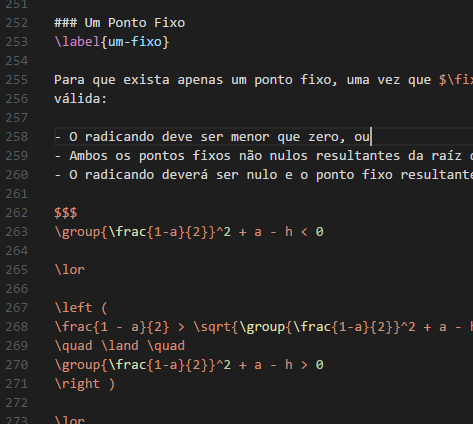 251
252 ### Um Ponto Fixo
253 \label{um-fixo}
254
255 Para que exista apenas um ponto fixo, uma vez que $\fix
256 válida:
257
258 - O radicando deve ser menor que zero, ou
259 - Ambos os pontos fixos não nulos resultantes da raíz
260 - O radicando deverá ser nulo e o ponto fixo resultante
261
262 $$$
263 \group{\frac{1-a}{2}}^2 + a - h < 0
264
265 \lor
266
267 \left (
268 \frac{1 - a}{2} > \sqrt{\group{\frac{1-a}{2}}^2 + a - h
269 \quad \land \quad
270 \group{\frac{1-a}{2}}^2 + a - h > 0
271 \right )
272
273 \lor